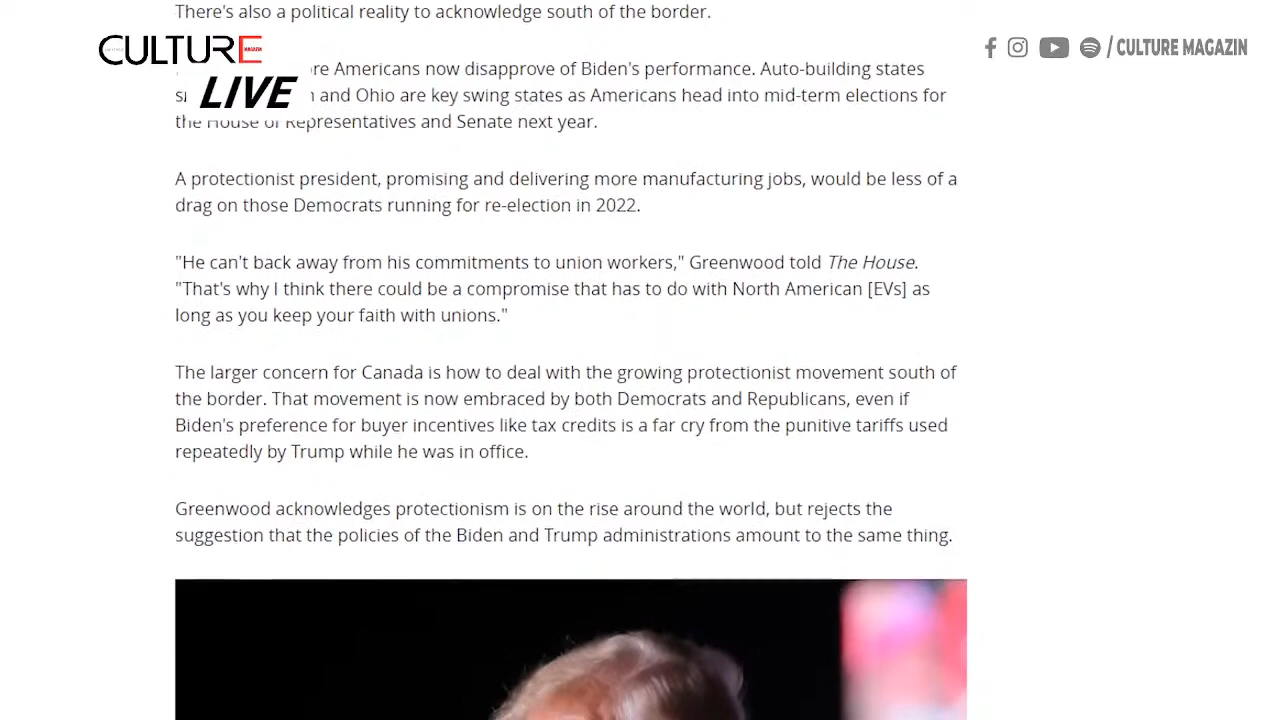 There's also a political reality to acknowledge south of the border.
CULTURE
MAGAZIN
LIVE
/ CULTURE MAGAZIN
Americans now disapprove of Biden's performance. Auto-building states
and Ohio are key swing states as Americans head into mid-term elections for
the House of Representatives and Senate next year.
A protectionist president, promising and delivering more manufacturing jobs, would be less of a
drag on those Democrats running for re-election in 2022.
"He can't back away from his commitments to union workers," Greenwood told The House.
"That's why I think there could be a compromise that has to do with North American [EVs] as
long as you keep your faith with unions."
The larger concern for Canada is how to deal with the growing protectionist movement south of
the border. That movement is now embraced by both Democrats and Republicans, even if
Biden's preference for buyer incentives like tax credits is a far cry from the punitive tariffs used
repeatedly by Trump while he was in office.
Greenwood acknowledges protectionism is on the rise around the world, but rejects the
suggestion that the policies of the Biden and Trump administrations amount to the same thing.